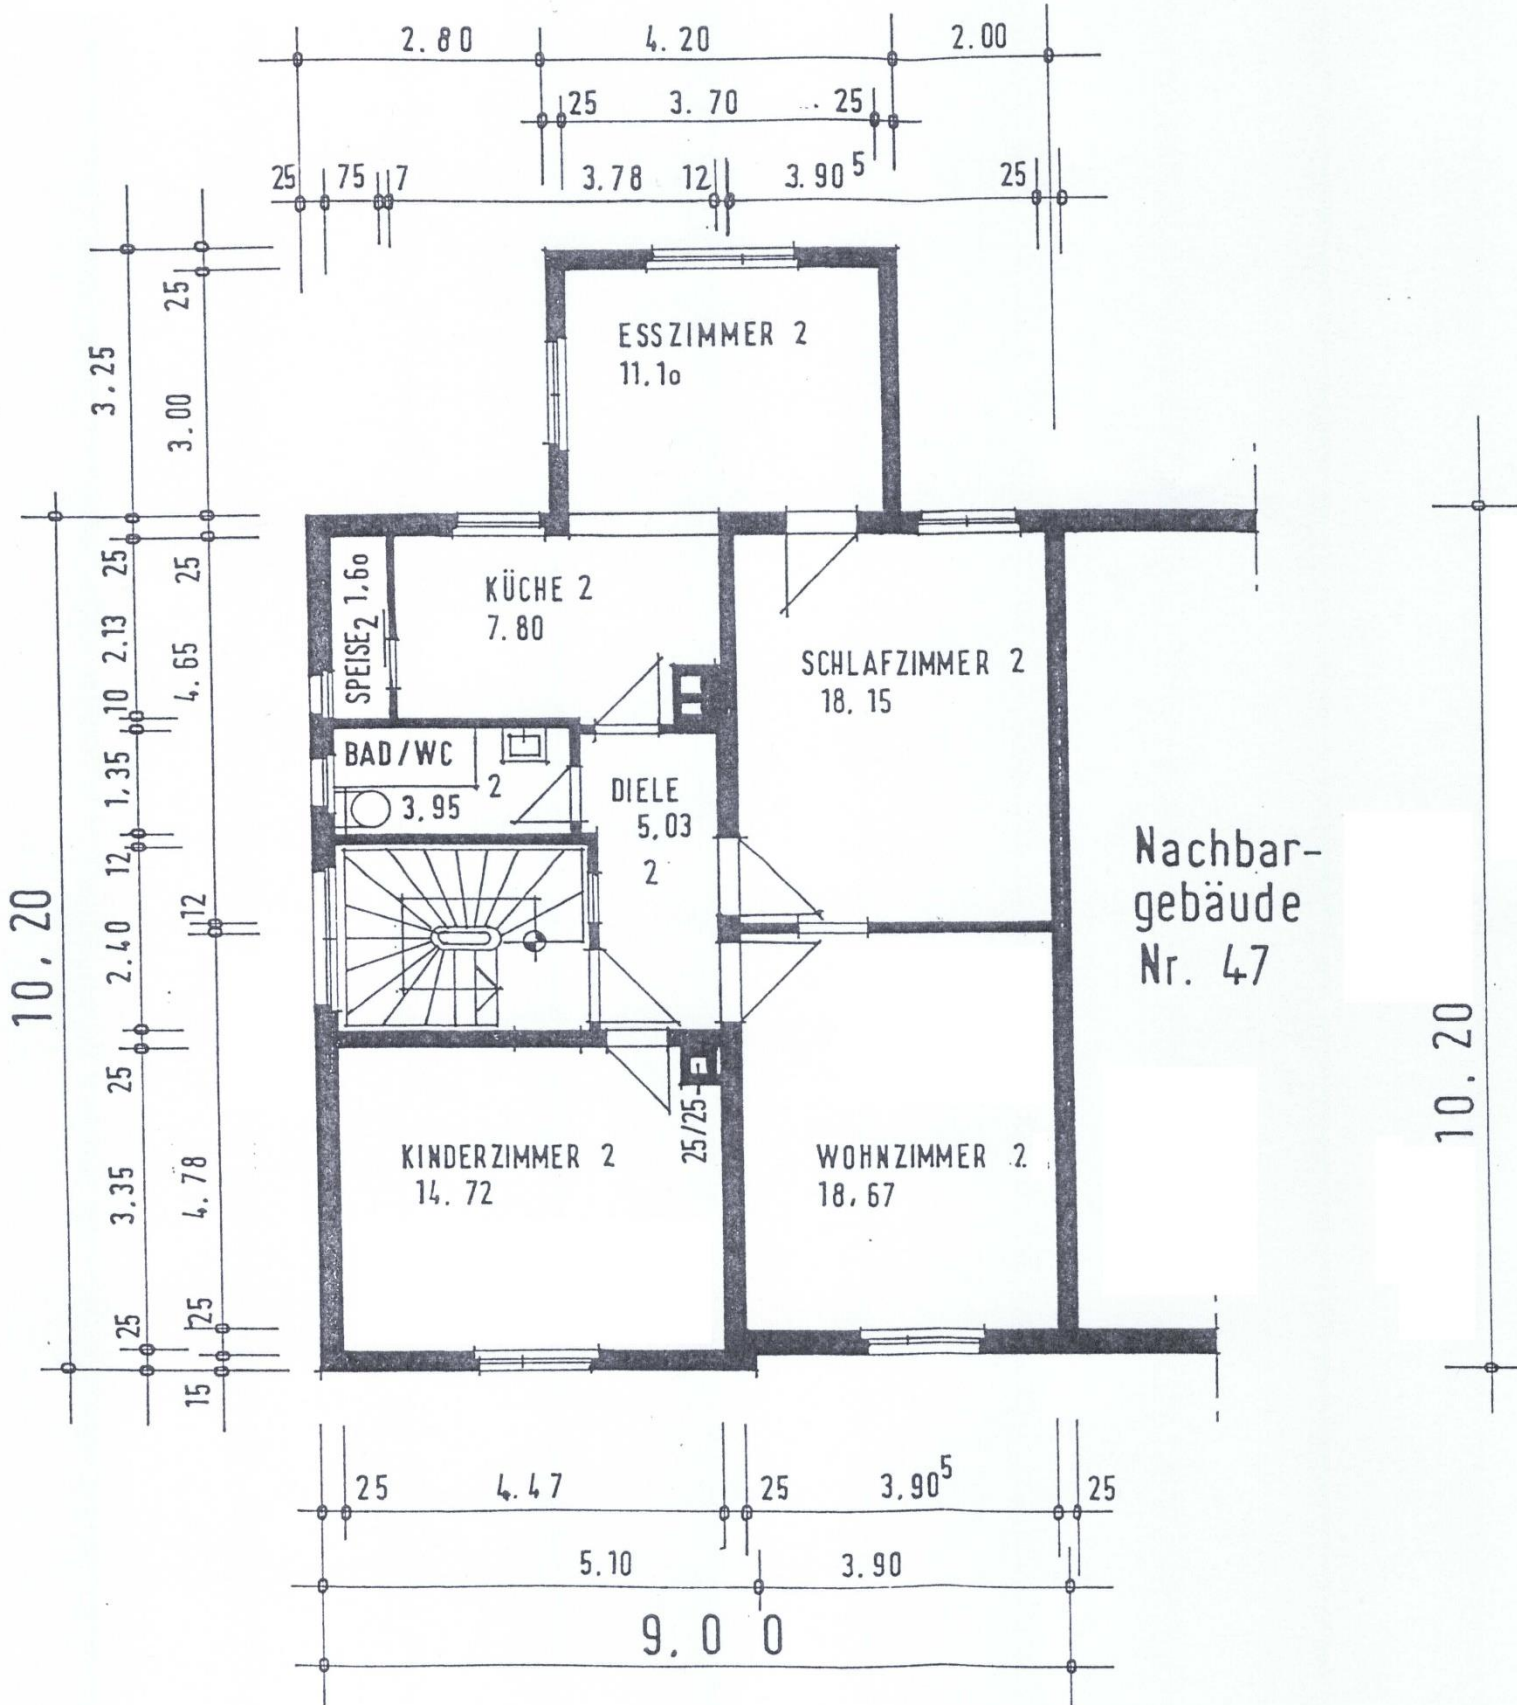 2.80 4.20 2.00
25 3.70 25
25 75 7 3.78 12 3.90⁵ 25
3,25
25
3.00
ESSZIMMER 2
11,1o
10,20
25
2.13
10
1,35
12
2.40
25
3,35
25
25
4.65
12
4.78
25
15
SPEISE 2 1,6o
KÜCHE 2
7.80
SCHLAFZIMMER 2
18,15
BAD/WC
2
3,95
DIELE
5,03
2
Nachbar-
gebäude
Nr. 47
10.20
25/25
KINDERZIMMER 2
14.72
WOHNZIMMER 2
18,67
25 4.47 25 3,90⁵ 25
5.10 3.90
9,00